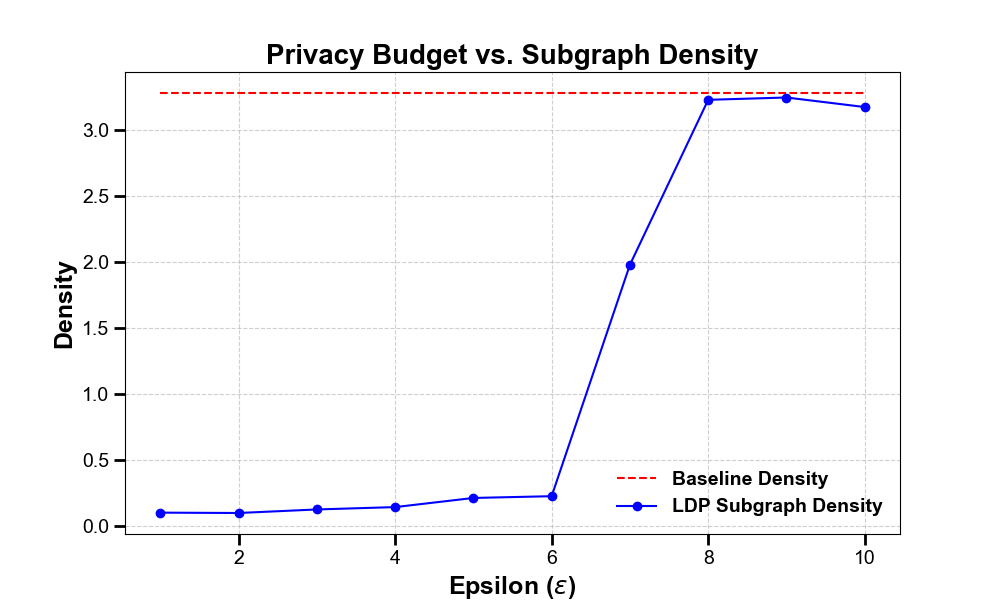 Privacy Budget vs. Subgraph Density
Density
3.0
2.5
2.0
1.5
1.0
0.5
0.0
Baseline Density
LDP Subgraph Density
2 4 6 8 10
Epsilon (ε)